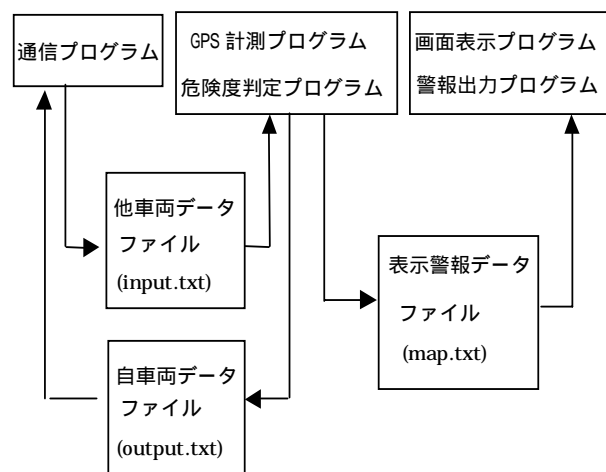 通信プログラム
GPS 計測プログラム
危険度判定プログラム
画面表示プログラム
警報出力プログラム
他車両データ
ファイル
(input.txt)
表示警報データ
ファイル
(map.txt)
自車両データ
ファイル
(output.txt)